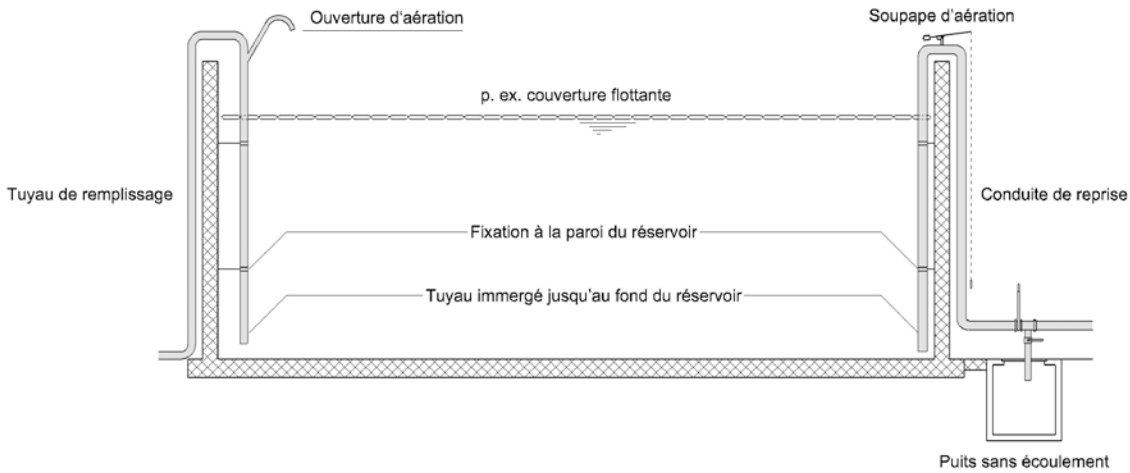 Ouverture d'aération
Soupape d'aération
p. ex. couverture flottante
Tuyau de remplissage
Conduite de reprise
Fixation à la paroi du réservoir
Tuyau immergé jusqu'au fond du réservoir
Puits sans écoulement